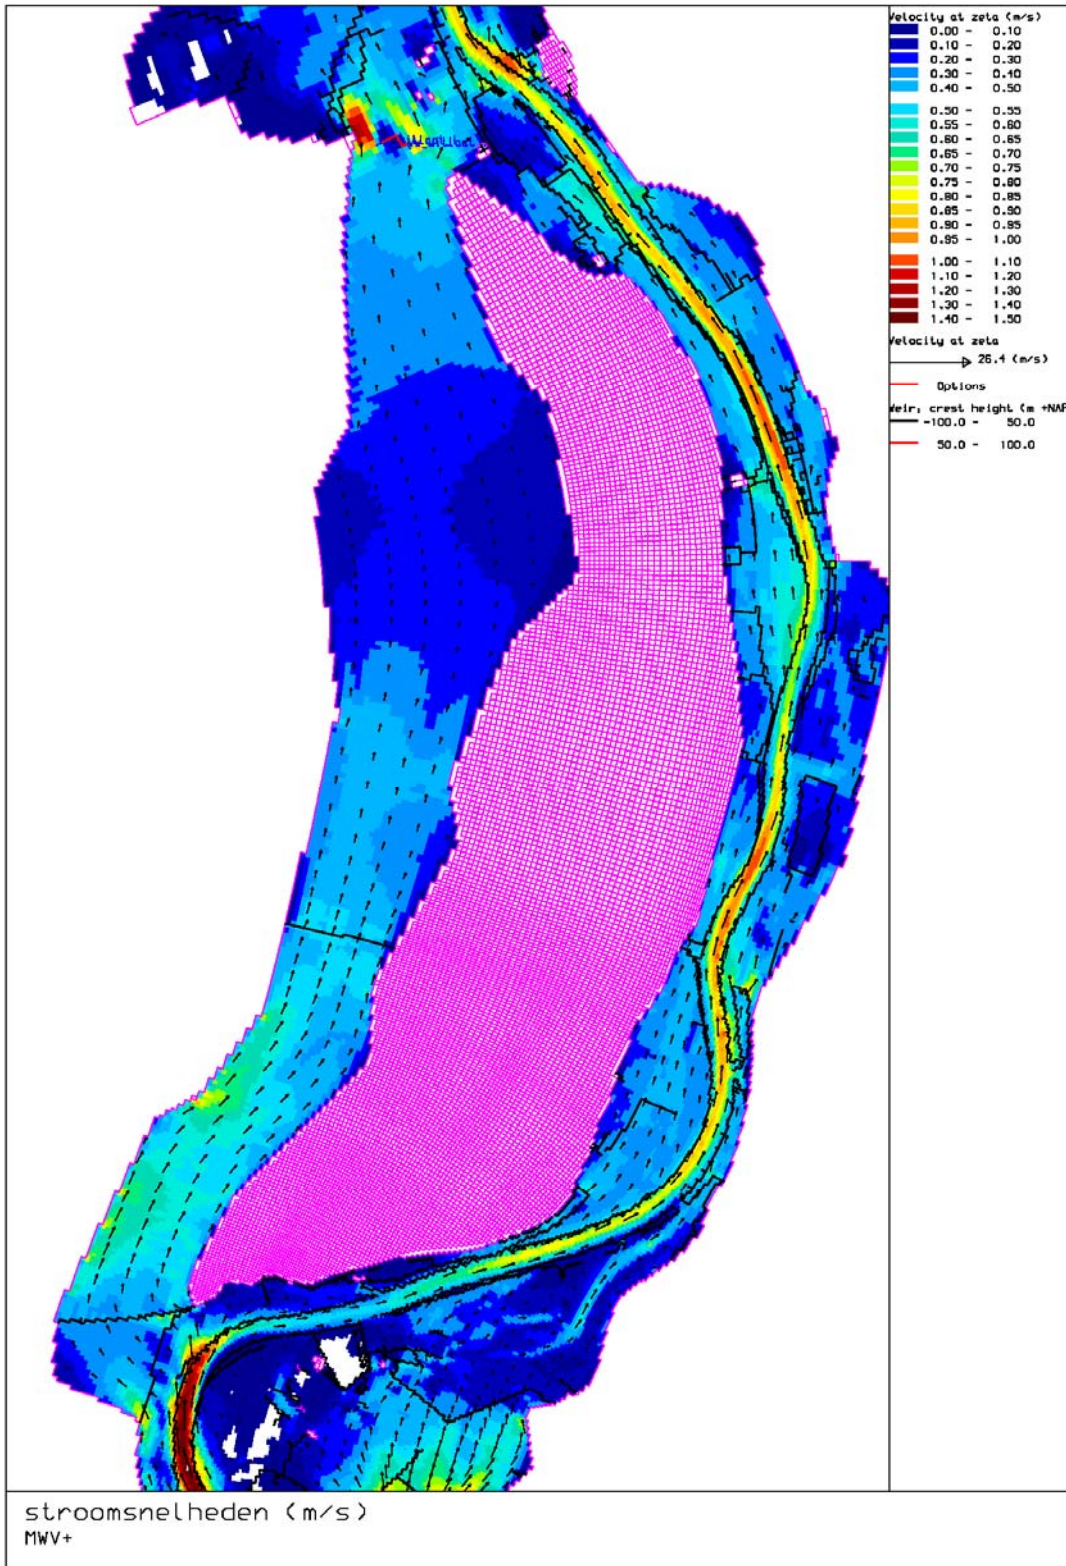 Velocity at zeta (m/s)
0.00 - 0.10
0.10 - 0.20
0.20 - 0.30
0.30 - 0.40
0.40 - 0.50
0.50 - 0.55
0.55 - 0.60
0.60 - 0.65
0.65 - 0.70
0.70 - 0.75
0.75 - 0.80
0.80 - 0.85
0.85 - 0.90
0.90 - 0.95
0.95 - 1.00
1.00 - 1.10
1.10 - 1.20
1.20 - 1.30
1.30 - 1.40
1.40 - 1.50
Velocity at zeta
26.4 (m/s)
Options
Weir, crest height (m +NAP
-100.0 - 50.0
50.0 - 100.0
stroomsnelheden (m/s)
MWV+